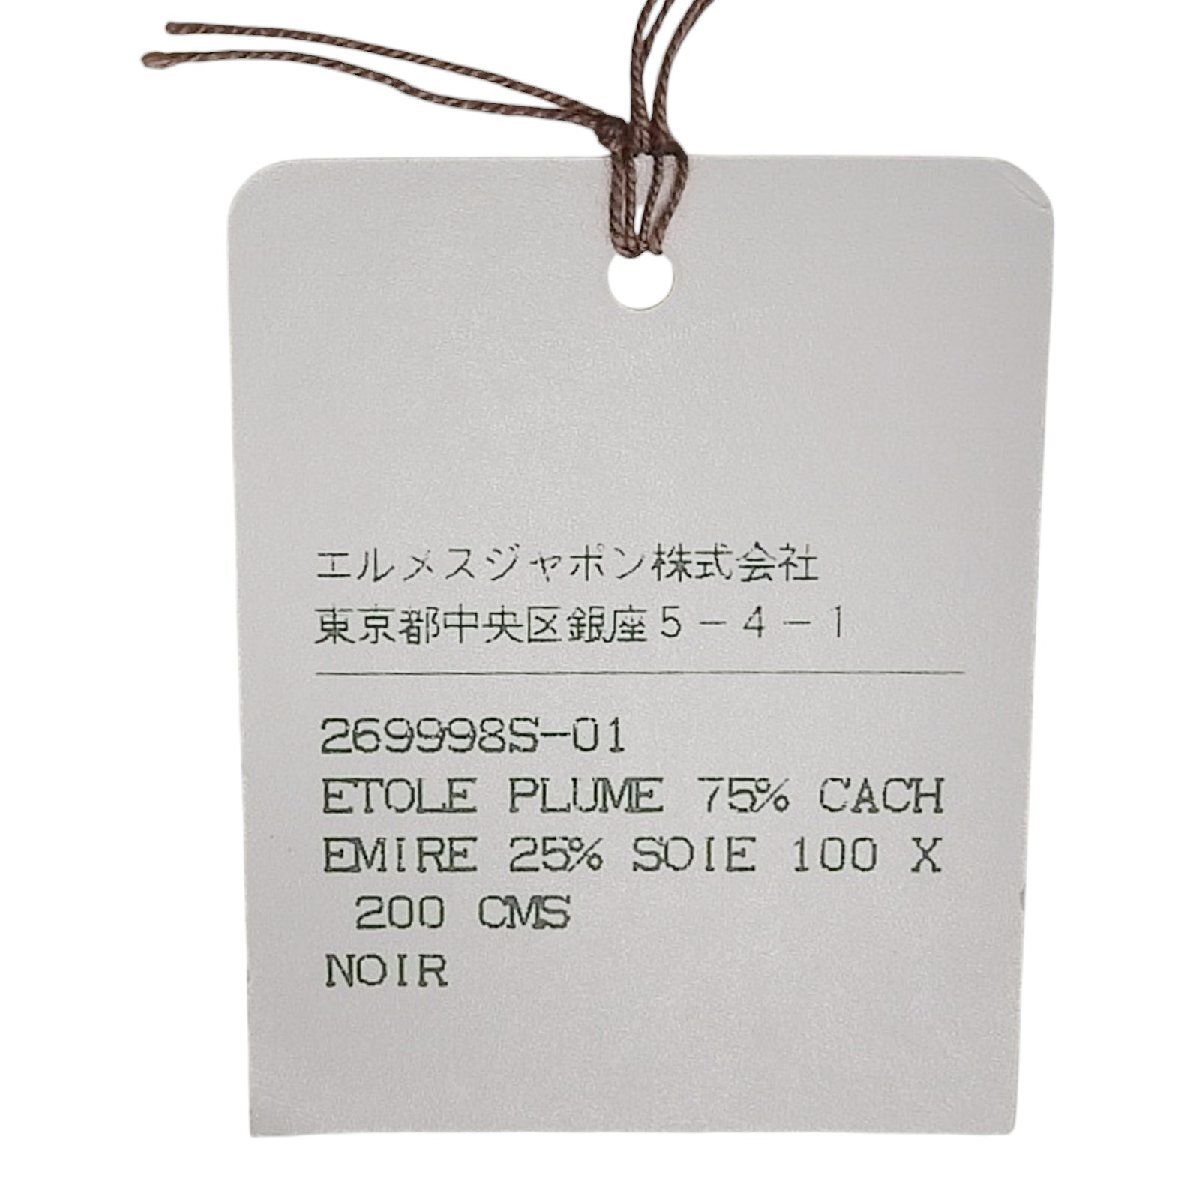 エルメスジャポン株式会社
東京都中央区銀座5-4-1
269998S-01
ETOLE PLUME 75% CACH
EMIRE 25% SOIE 100 X
200 CMS
NOIR